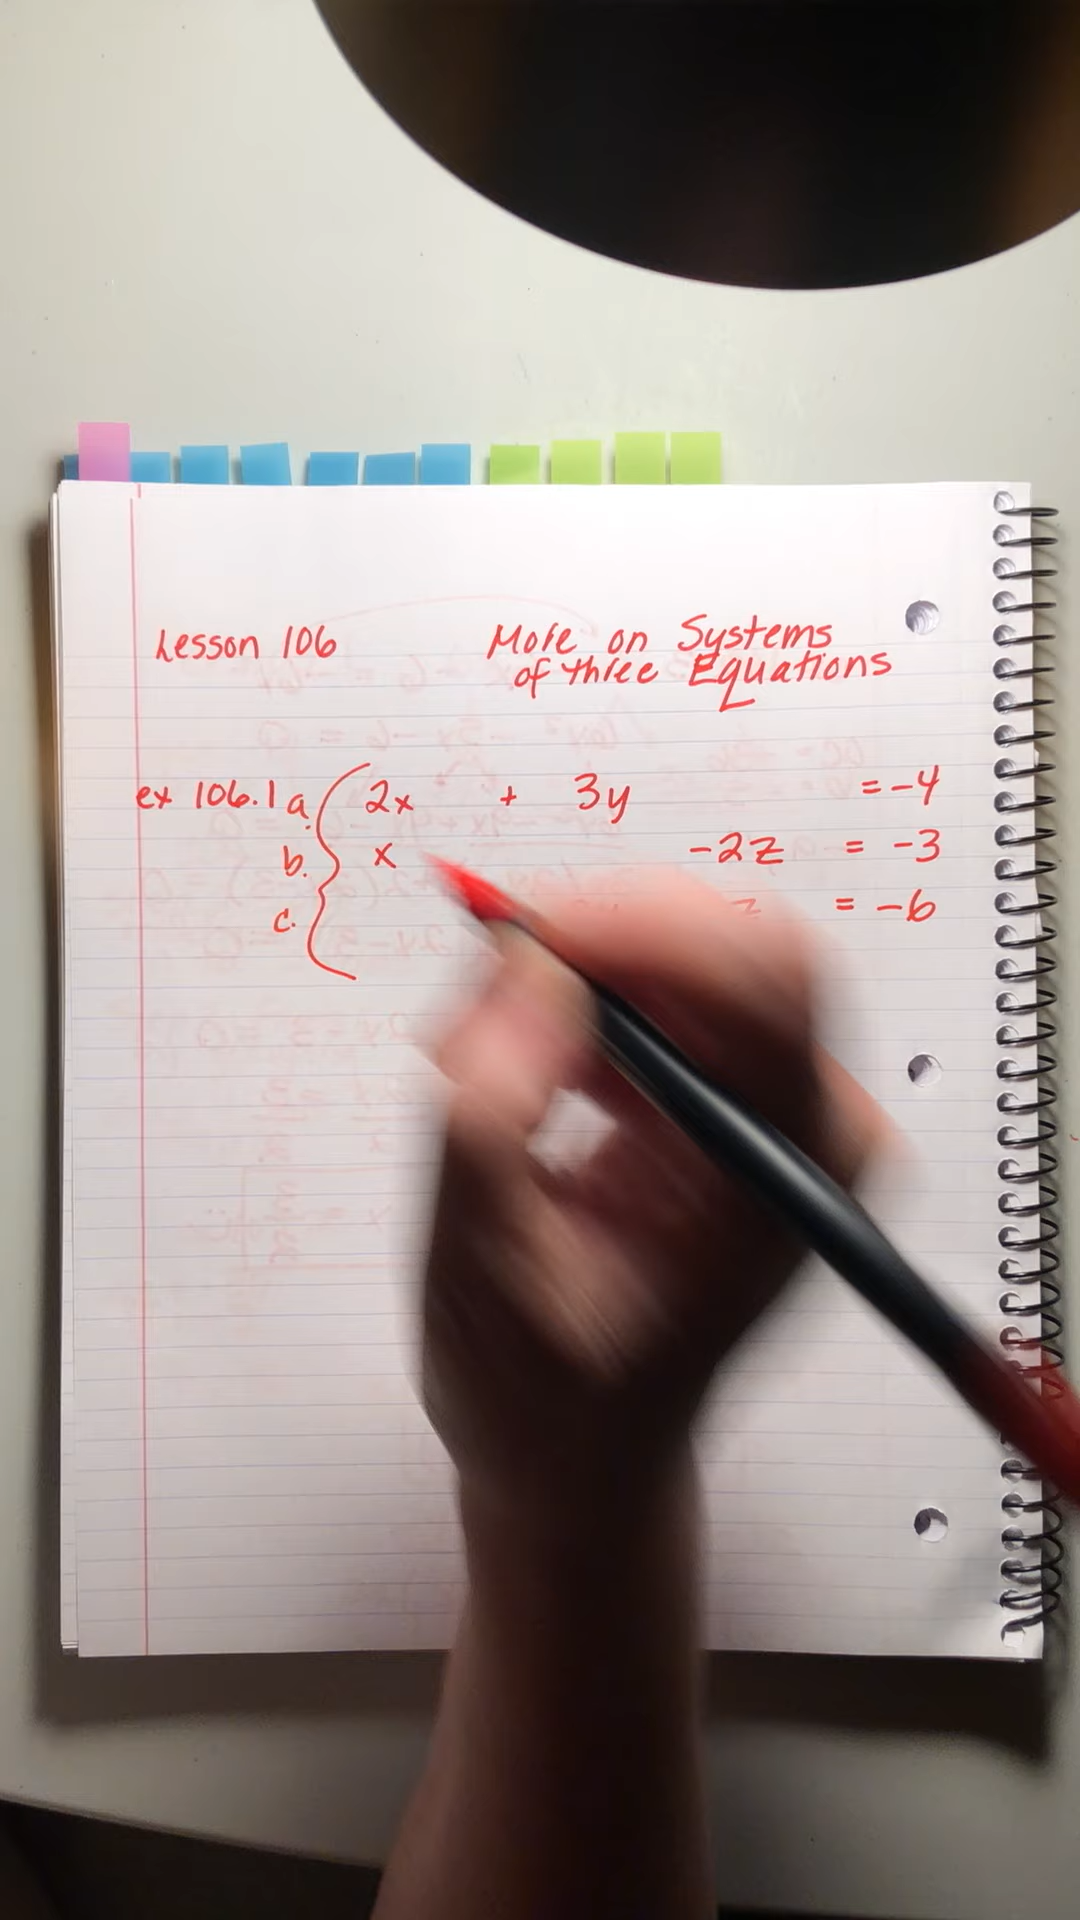 Lesson 106 More on Systems
of three Equations
ex 106.1 a. 2x + 3y = -4
b. x -2z = -3
c. z = -6